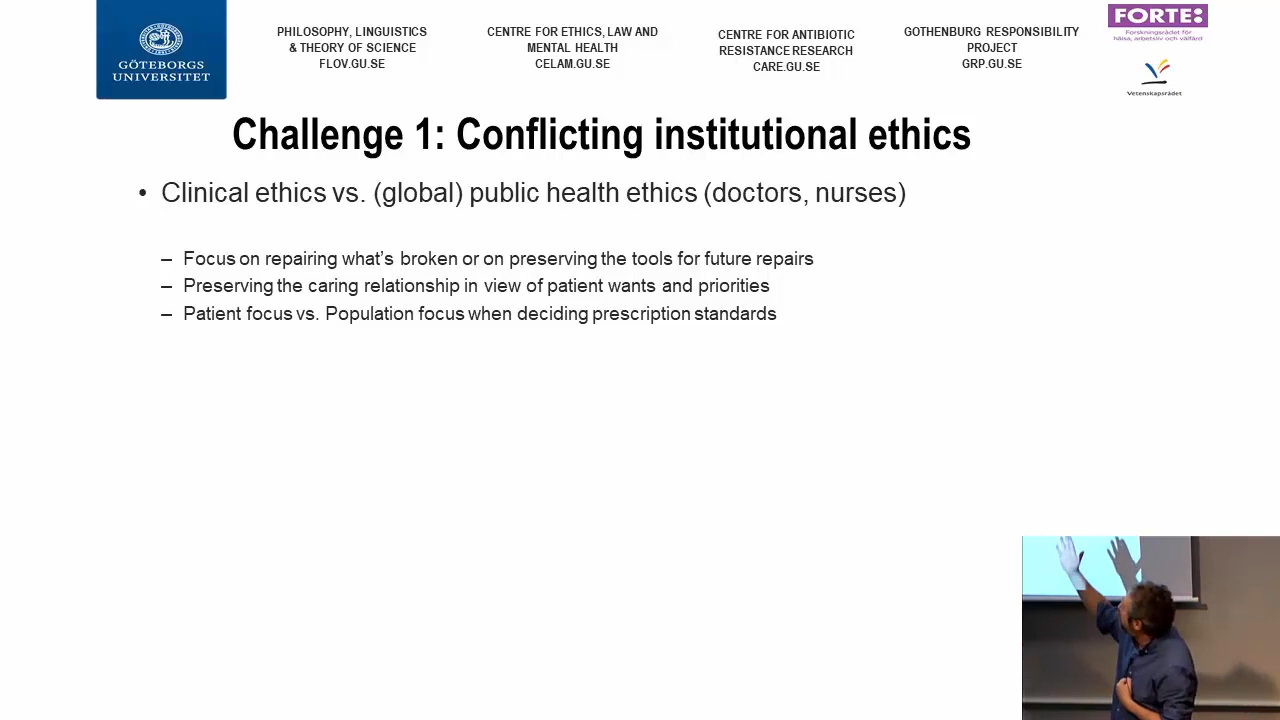 GÖTEBORGS
UNIVERSITET
PHILOSOPHY, LINGUISTICS
& THEORY OF SCIENCE
FLOV.GU.SE
CENTRE FOR ETHICS, LAW AND
MENTAL HEALTH
CELAM.GU.SE
CENTRE FOR ANTIBIOTIC
RESISTANCE RESEARCH
CARE.GU.SE
GOTHENBURG RESPONSIBILITY
PROJECT
GRP.GU.SE
FORTE:
Forskningsrådet för
hälsa, arbetsliv och välfärd
Vetenskapsrådet
Challenge 1: Conflicting institutional ethics
• Clinical ethics vs. (global) public health ethics (doctors, nurses)
– Focus on repairing what’s broken or on preserving the tools for future repairs
– Preserving the caring relationship in view of patient wants and priorities
– Patient focus vs. Population focus when deciding prescription standards